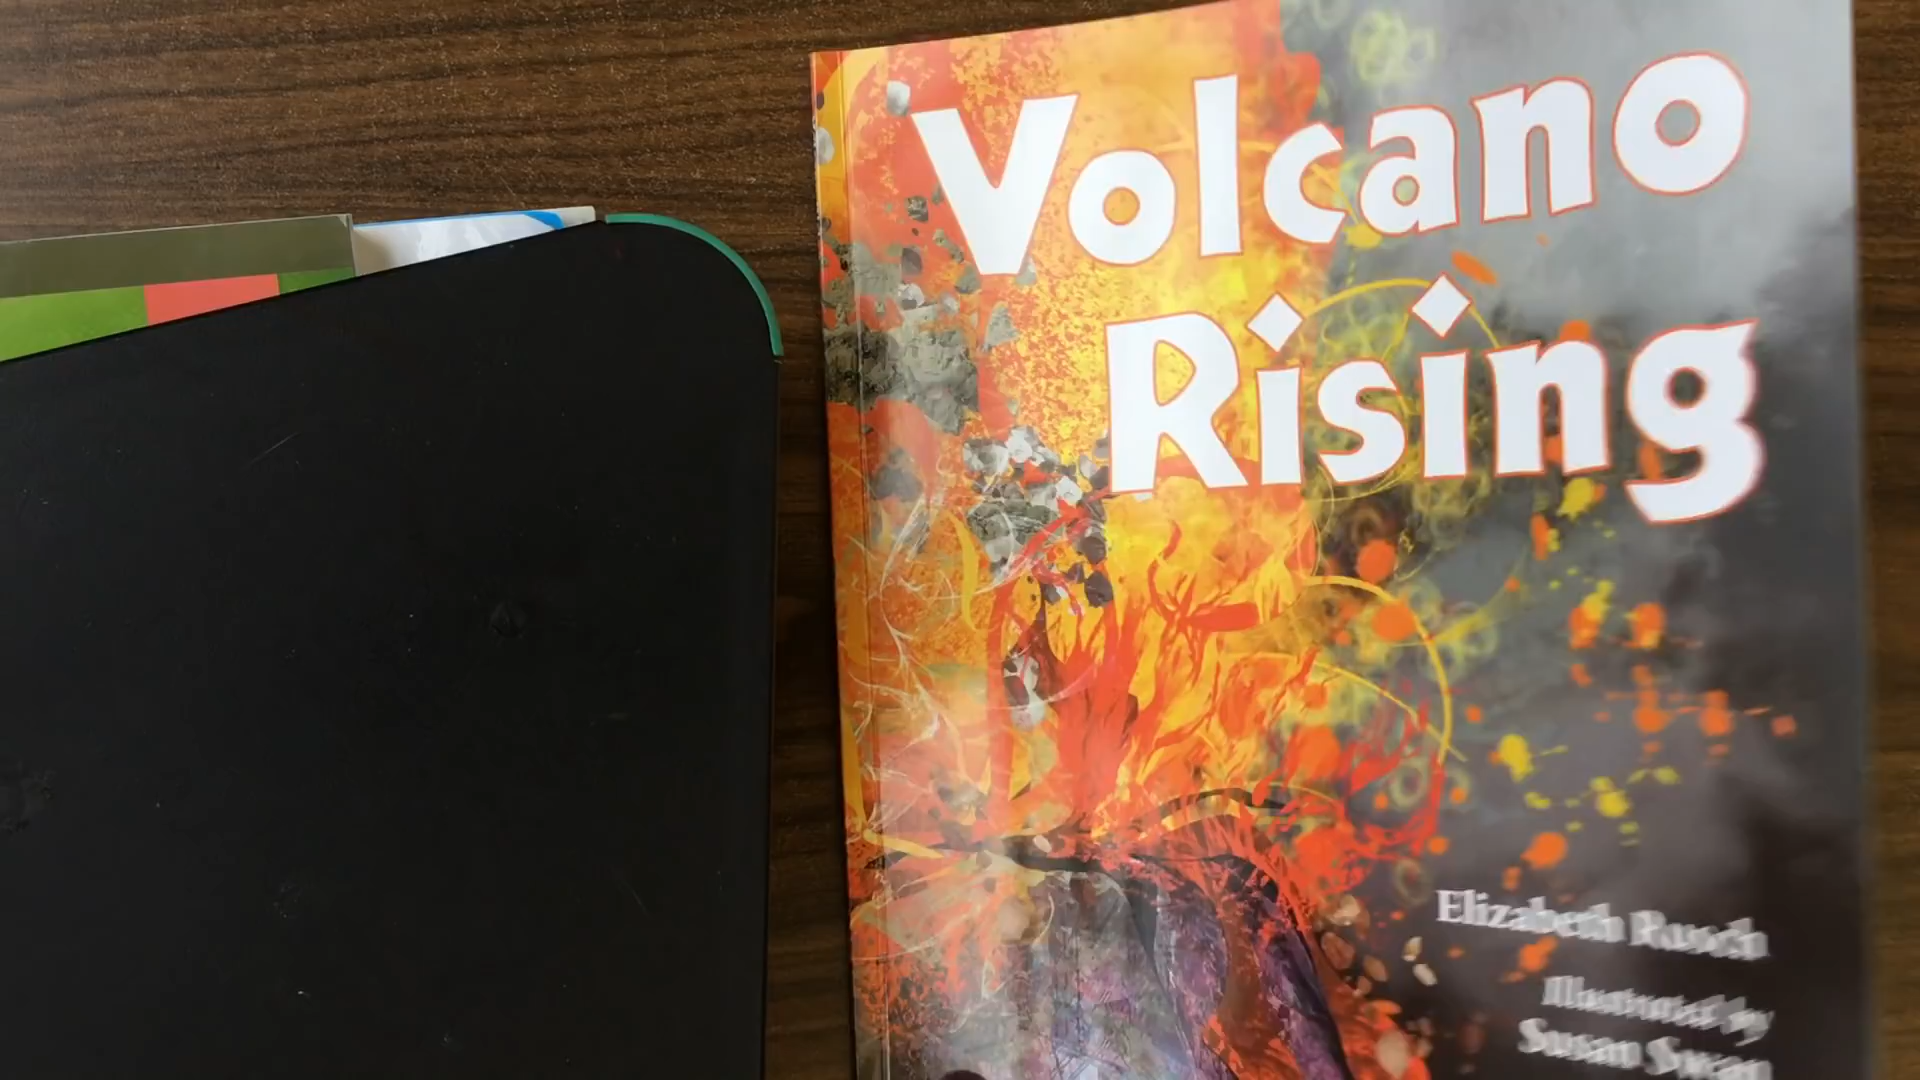 Volcano
Rising
Elizabeth Rusch
Illustrated by
Susan Swan